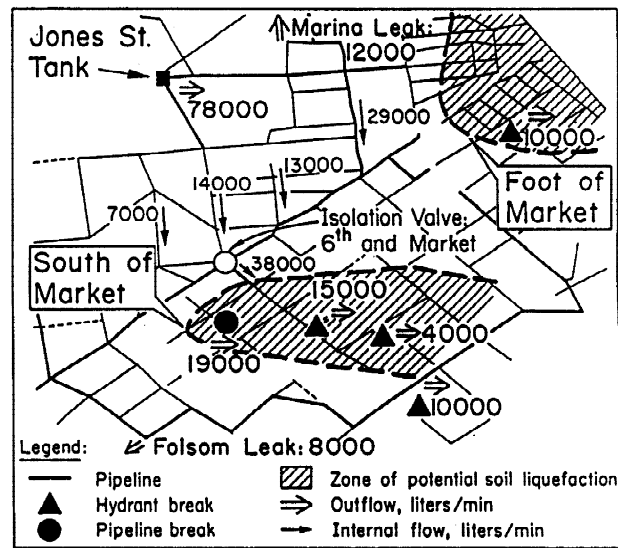 Marina Leak:
12000
Jones St.
Tank
78000
29000
10000
13000
14000
Foot of
Market
7000
Isolation Valve:
6th and Market
South of
Market
38000
15000
4000
19000
10000
Legend:
Folsom Leak: 8000
Pipeline
Zone of potential soil liquefaction
Hydrant break
Outflow, liters/min
Pipeline break
Internal flow, liters/min